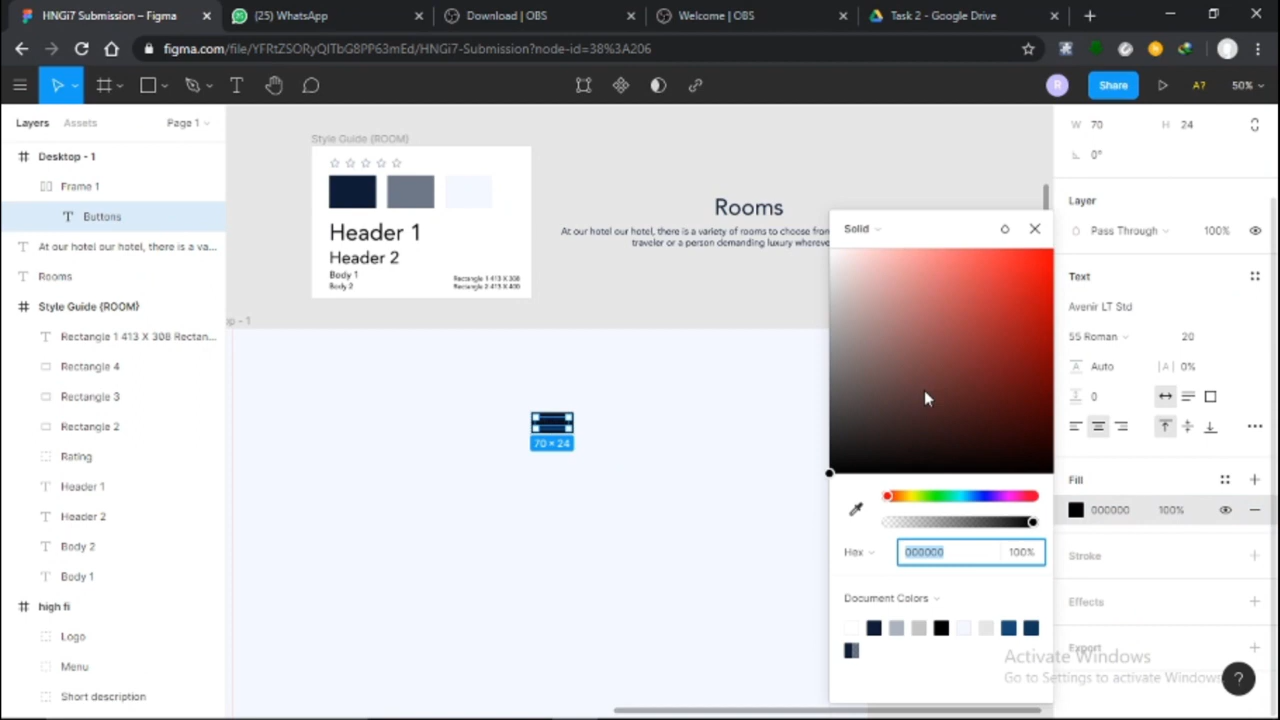 HNGi7 Submission – Figma
(25) WhatsApp
Download | OBS
Welcome | OBS
Task 2 - Google Drive
figma.com/file/YFRtZSORyQITbG8PP63mEd/HNGi7-Submission?node-id=38%3A206
Share
A?
50%
Layers
Assets
Page 1
Desktop - 1
Frame 1
Buttons
At our hotel our hotel, there is a va...
Rooms
Style Guide (ROOM)
Rectangle 1 413 X 308 Rectan...
Rectangle 4
Rectangle 3
Rectangle 2
Rating
Header 1
Header 2
Body 2
Body 1
high fi
Logo
Menu
Short description
Style Guide (ROOM)
Header 1
Header 2
Body 1
Body 2
Rectangle 1 413 X 308
Rectangle 2 413 X 400
Rooms
At our hotel our hotel, there is a variety of rooms to choose from
traveler or a person demanding luxury whereve
op - 1
70 × 24
Solid
Hex
000000
100%
Document Colors
W 70
H 24
0°
Layer
Pass Through
100%
Text
Avenir LT Std
55 Roman
20
Auto
|A| 0%
0
Fill
000000
100%
Stroke
Effects
Export
Activate Windows
Go to Settings to activate Windows.
?